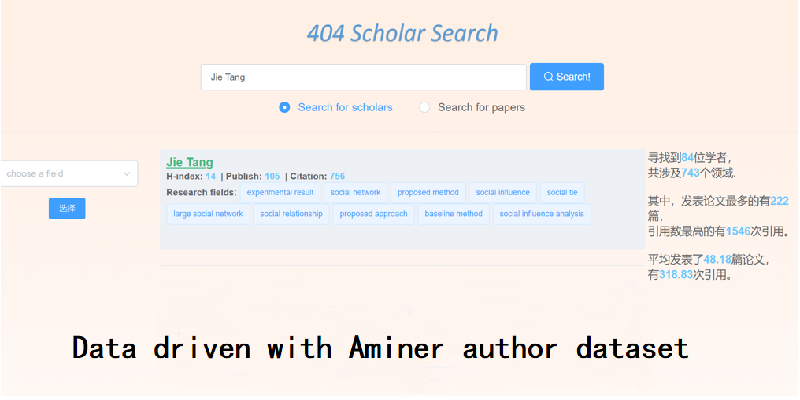 404 Scholar Search
Jie Tang
Search!
Search for scholars
Search for papers
choose a field
选择
Jie Tang
H-index: 14 | Publish: 105 | Citation: 756
Research fields: experimental result social network proposed method social influence social tie
large social network social relationship proposed approach baseline method social influence analysis
寻找到84位学者，
共涉及743个领域.
其中，发表论文最多的有222
篇，
引用数最高的有1546次引用。
平均发表了48.18篇论文，
有318.83次引用。
Data driven with Aminer author dataset